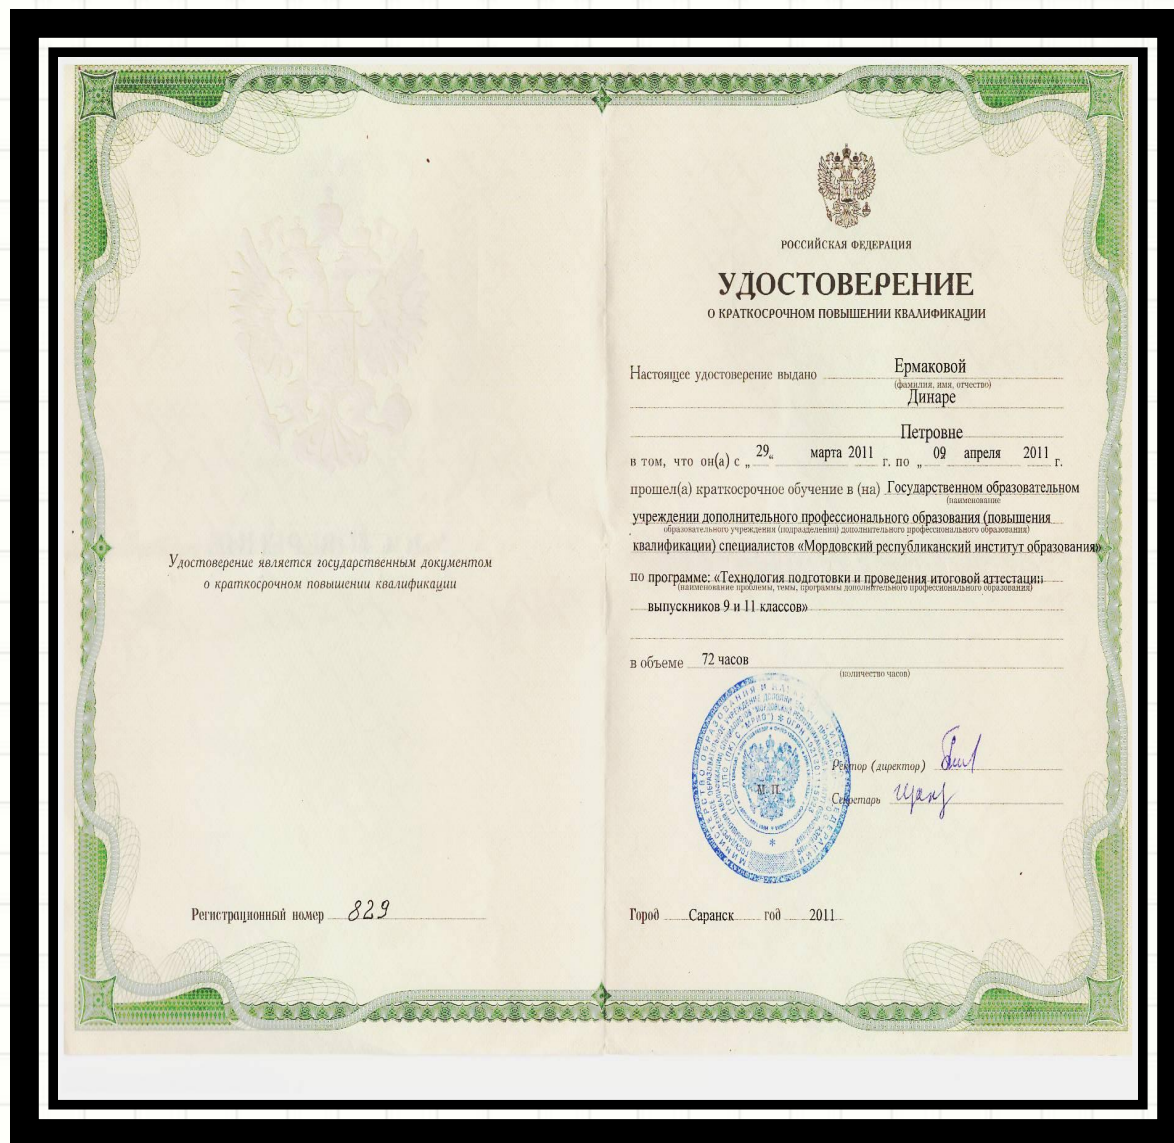 Удостоверение является государственным документом
о краткосрочном повышении квалификации
Регистрационный номер 829
РОССИЙСКАЯ ФЕДЕРАЦИЯ
УДОСТОВЕРЕНИЕ
О КРАТКОСРОЧНОМ ПОВЫШЕНИИ КВАЛИФИКАЦИИ
Настоящее удостоверение выдано Ермаковой
(фамилия, имя, отчество)
Динаре
Петровне
в том, что он(а) с „ 29„ марта 2011 г. по „ 09 апреля 2011 г.
прошел(а) краткосрочное обучение в (на) Государственном образовательном
(наименование
учреждении дополнительного профессионального образования (повышения
образовательного учреждения (подразделения) дополнительного профессионального образования)
квалификации) специалистов «Мордовский республиканский институт образования»
по программе: «Технология подготовки и проведения итоговой аттестации
(наименование проблемы, темы, программы дополнительного профессионального образования)
выпускников 9 и 11 классов»
в объеме 72 часов
(количество часов)
Ректор (директор)
Секретарь
М. П.
Город Саранск год 2011